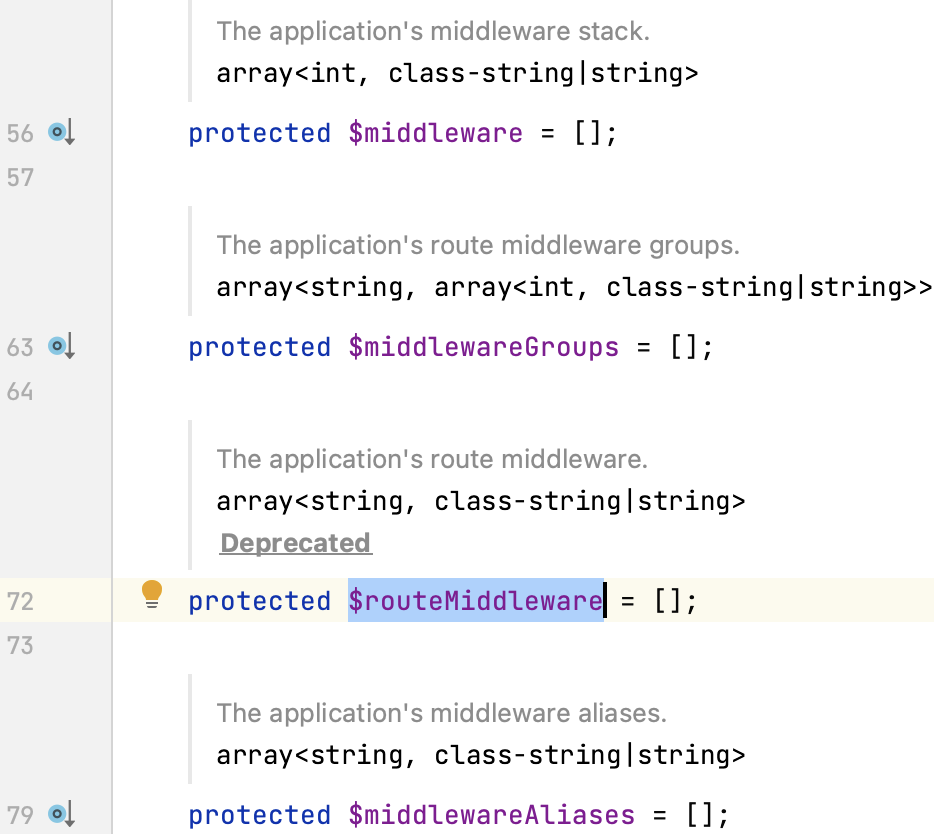 The application's middleware stack.
array<int, class-string|string>
56 protected $middleware = [];
57
The application's route middleware groups.
array<string, array<int, class-string|string>>
63 protected $middlewareGroups = [];
64
The application's route middleware.
array<string, class-string|string>
Deprecated
72 protected $routeMiddleware = [];
73
The application's middleware aliases.
array<string, class-string|string>
79 protected $middlewareAliases = [];